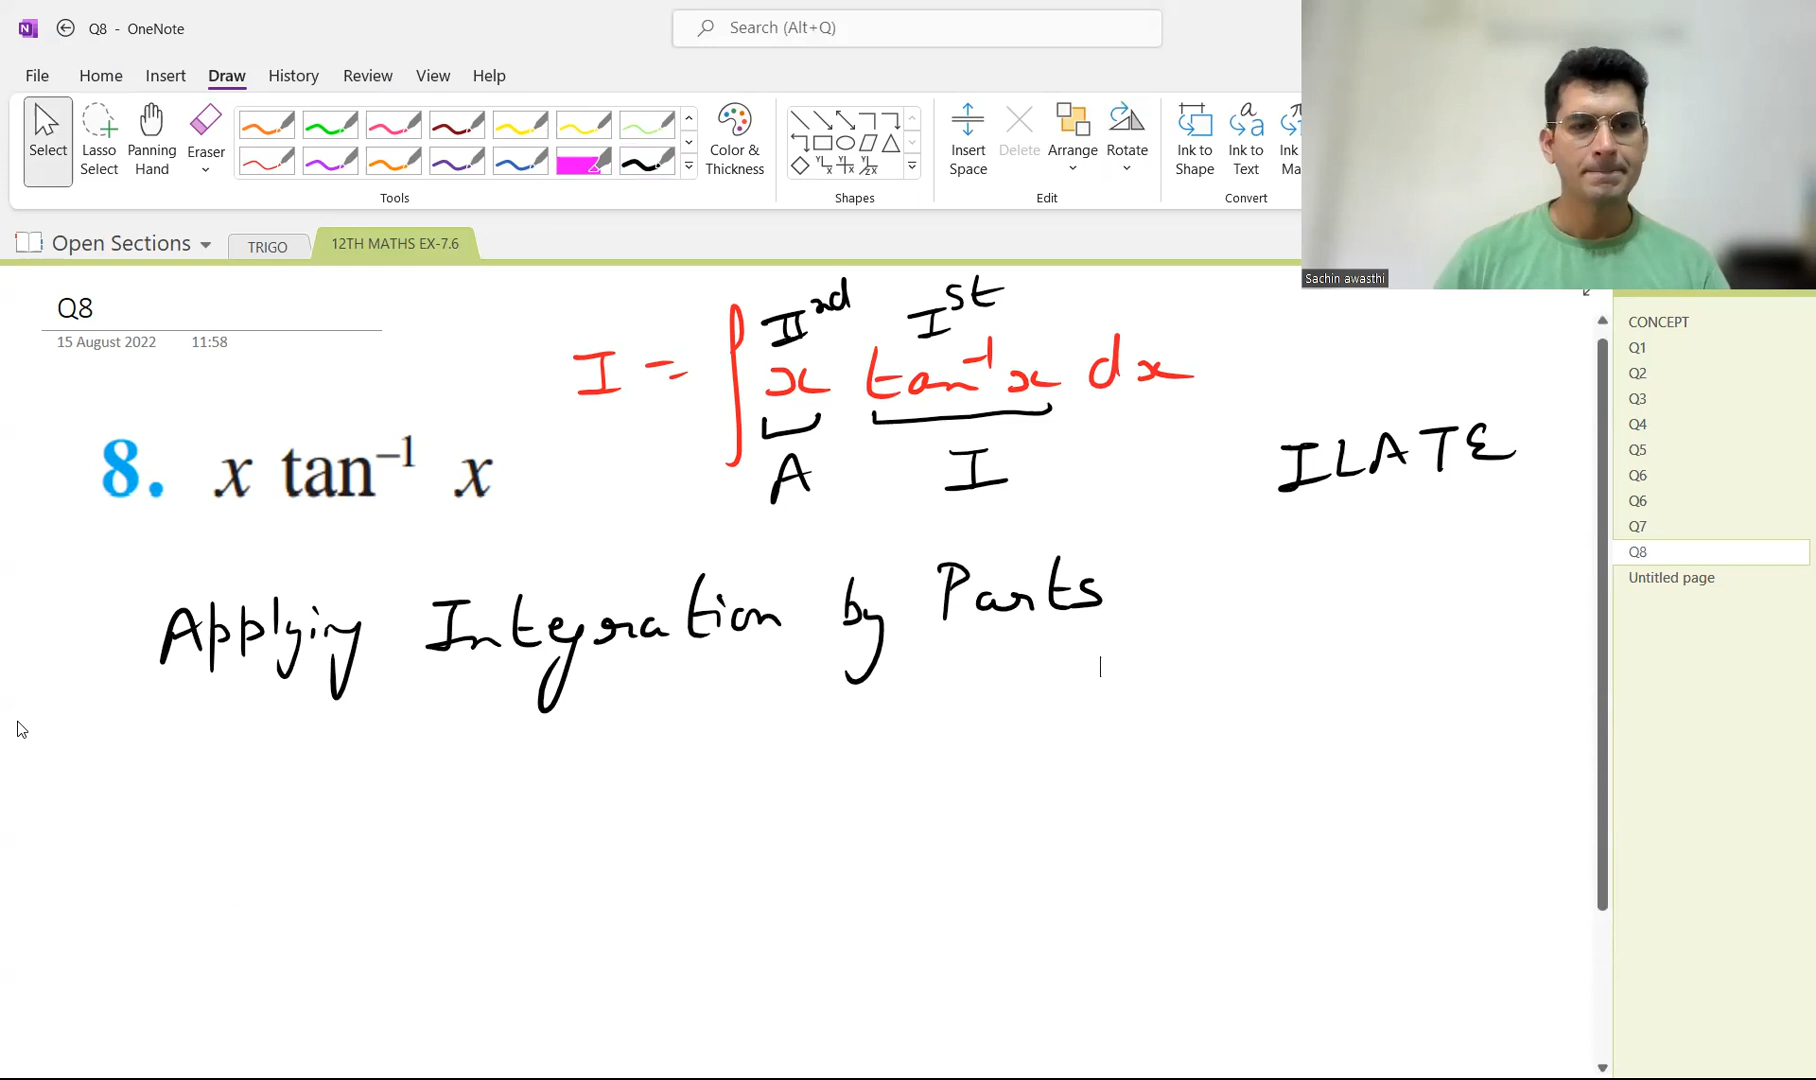 Q8 - OneNote
Search (Alt+Q)
File Home Insert Draw History Review View Help
Select
Lasso Select
Panning Hand
Eraser
Color & Thickness
Insert Space
Delete
Arrange
Rotate
Ink to Shape
Ink to Text
Ink Ma
Tools
Shapes
Edit
Convert
Sachin awasthi
Open Sections TRIGO 12TH MATHS EX-7.6
Q8
15 August 2022 11:58
IInd Ist
I = ∫ x tan⁻¹ x dx
A I
ILATE
8. x tan⁻¹ x
Applying Integration by Parts
CONCEPT
Q1
Q2
Q3
Q4
Q5
Q6
Q6
Q7
Q8
Untitled page